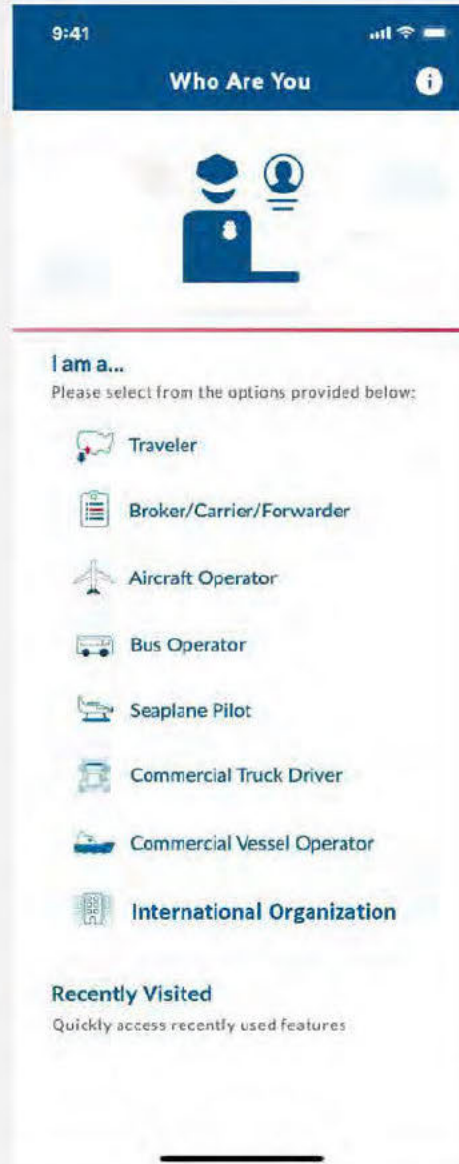 9:41
Who Are You
I am a...
Please select from the options provided below:
Traveler
Broker/Carrier/Forwarder
Aircraft Operator
Bus Operator
Seaplane Pilot
Commercial Truck Driver
Commercial Vessel Operator
International Organization
Recently Visited
Quickly access recently used features